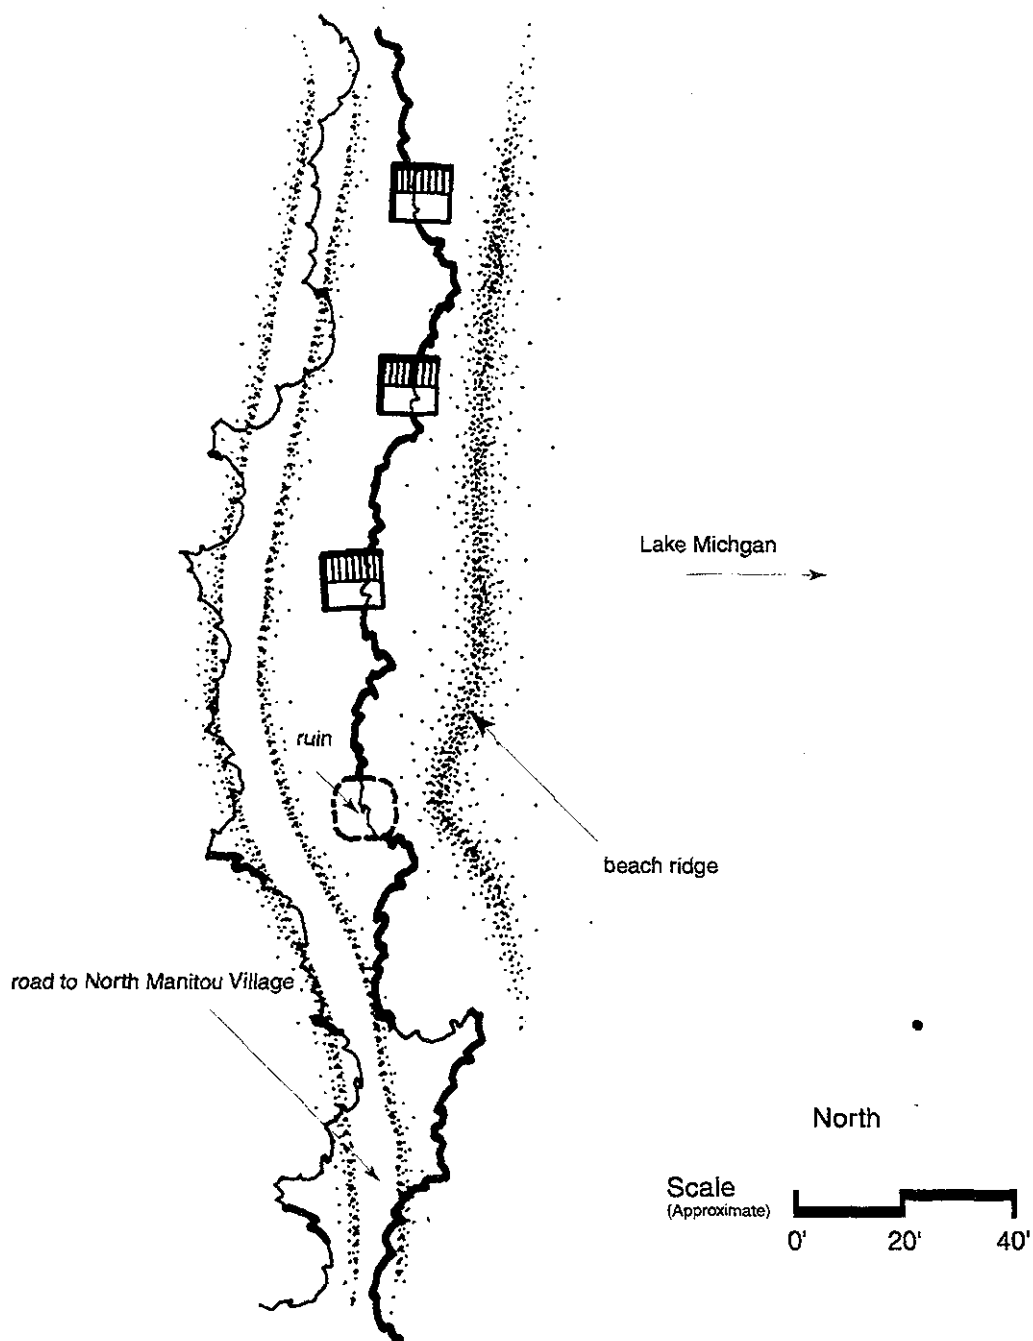 Lake Michgan
ruin
beach ridge
road to North Manitou Village
North
Scale
(Approximate)
0' 20' 40'